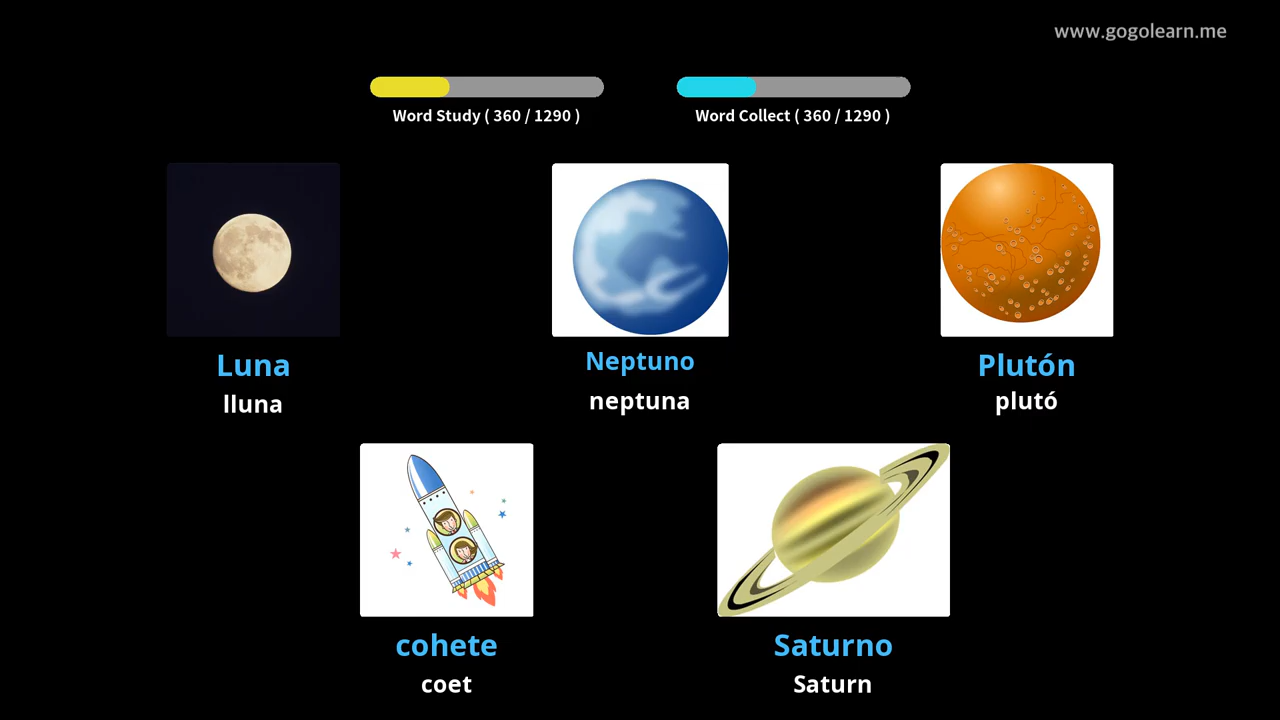 www.gogolearn.me
Word Study ( 360 / 1290 )
Word Collect ( 360 / 1290 )
Luna
lluna
Neptuno
neptuna
Plutón
plutó
cohete
coet
Saturno
Saturn